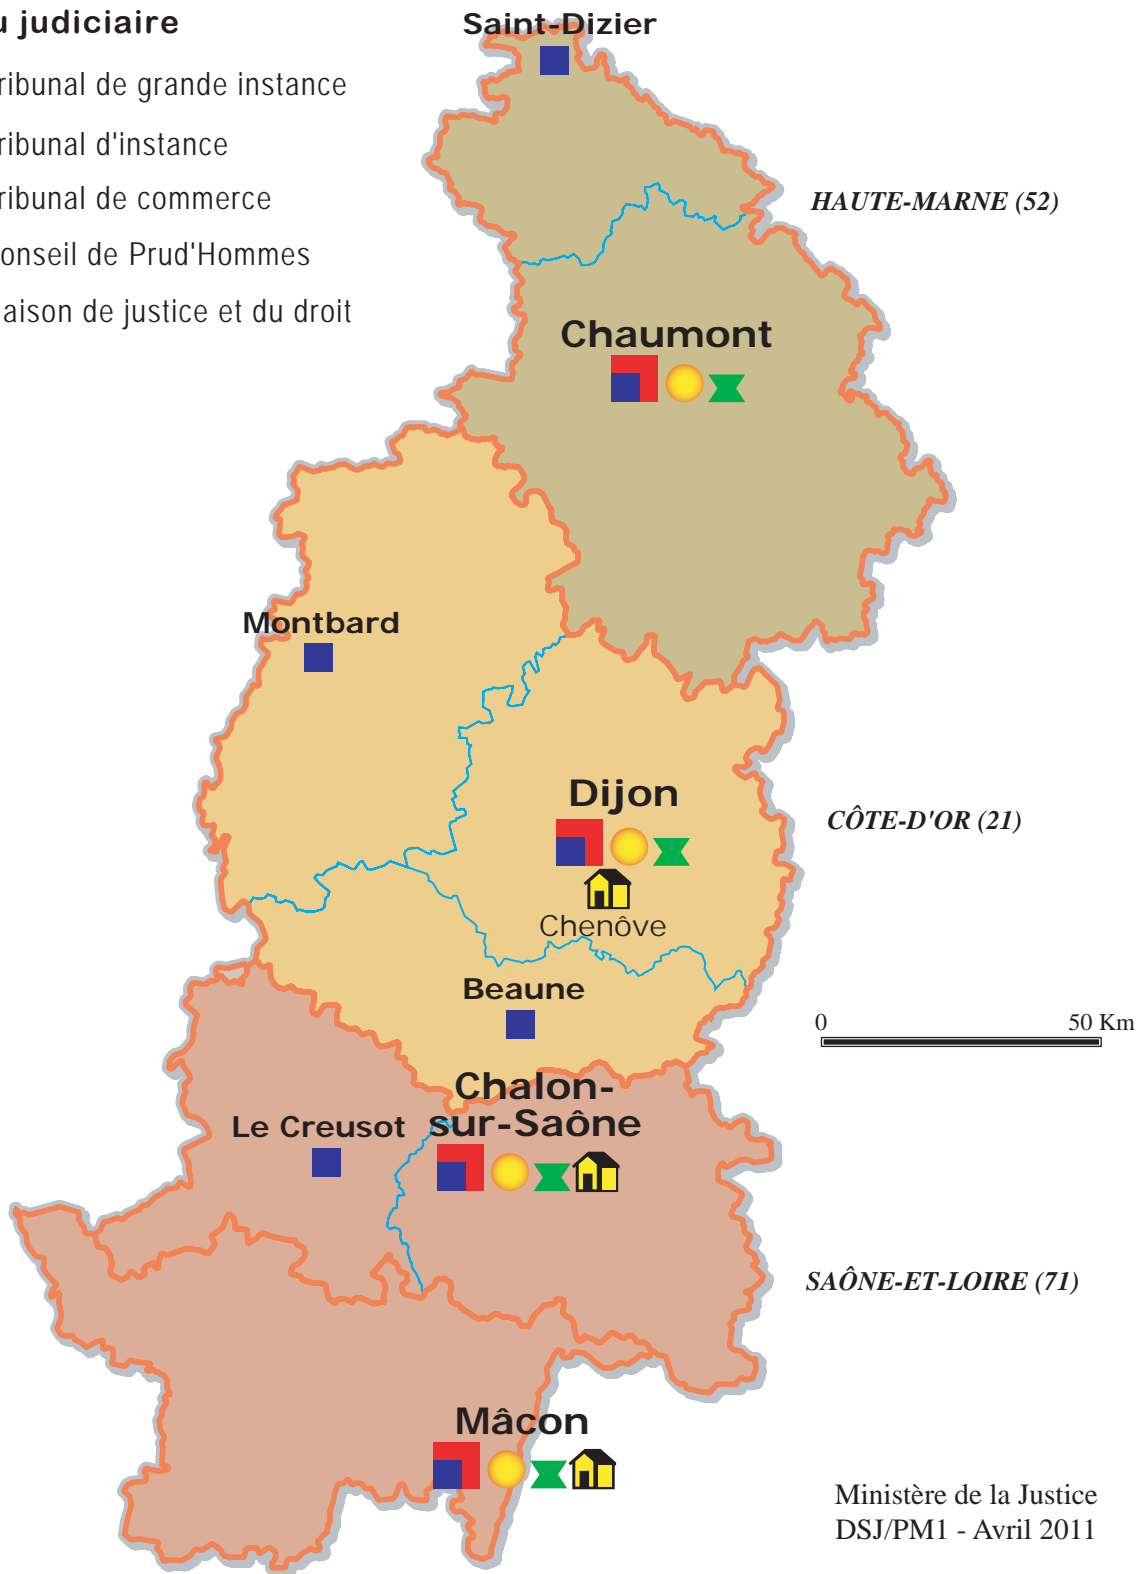 u judiciaire
ribunal de grande instance
ribunal d'instance
ribunal de commerce
onseil de Prud'Hommes
aison de justice et du droit
Saint-Dizier
HAUTE-MARNE (52)
Chaumont
Montbard
Dijon
CÔTE-D'OR (21)
Chenôve
Beaune
0 50 Km
Chalon-
sur-Saône
Le Creusot
SAÔNE-ET-LOIRE (71)
Mâcon
Ministère de la Justice
DSJ/PM1 - Avril 2011